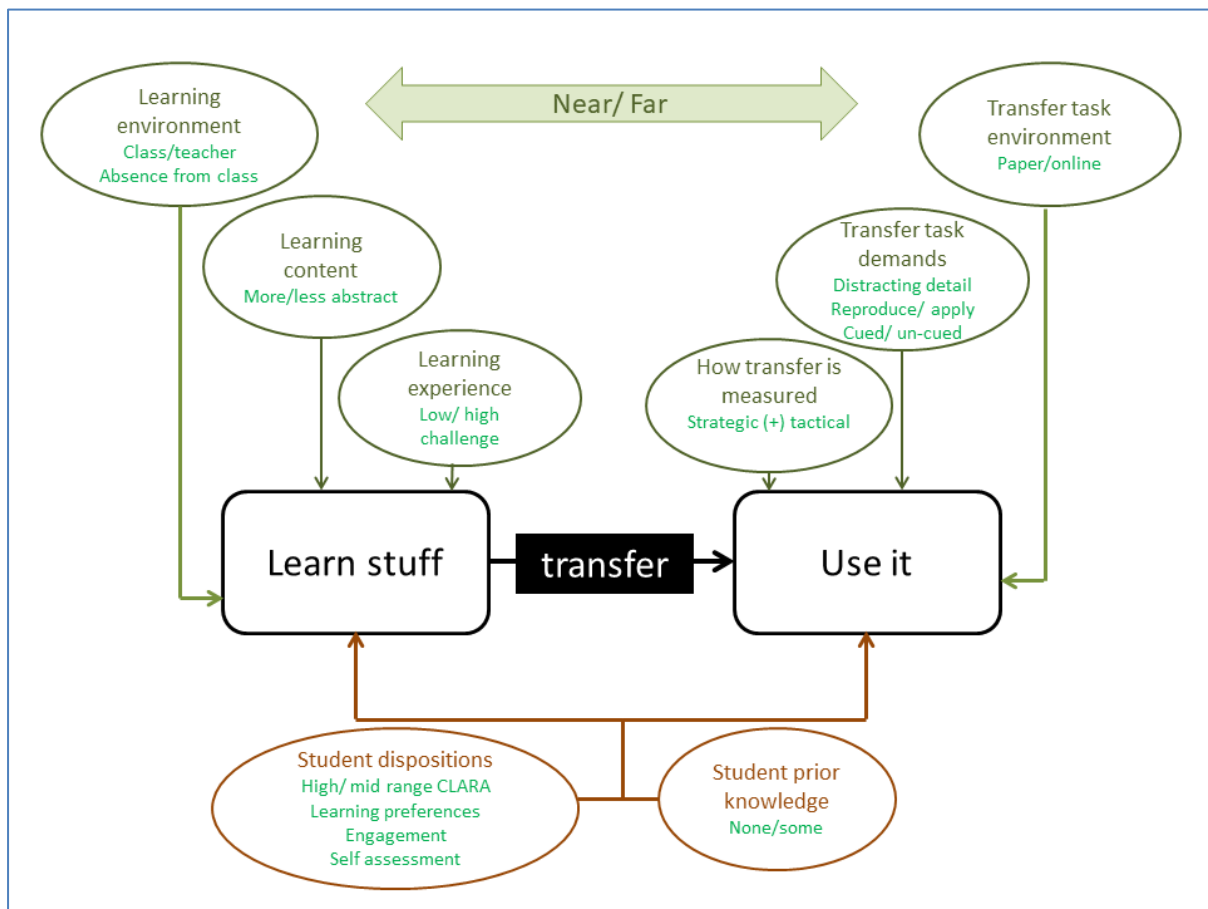 Near/ Far
Learning
environment
Class/teacher
Absence from class
Transfer task
environment
Paper/online
Learning
content
More/less abstract
Transfer task
demands
Distracting detail
Reproduce/ apply
Cued/ un-cued
Learning
experience
Low/ high
challenge
How transfer is
measured
Strategic (+) tactical
Learn stuff
transfer
Use it
Student dispositions
High/ mid range CLARA
Learning preferences
Engagement
Self assessment
Student prior
knowledge
None/some